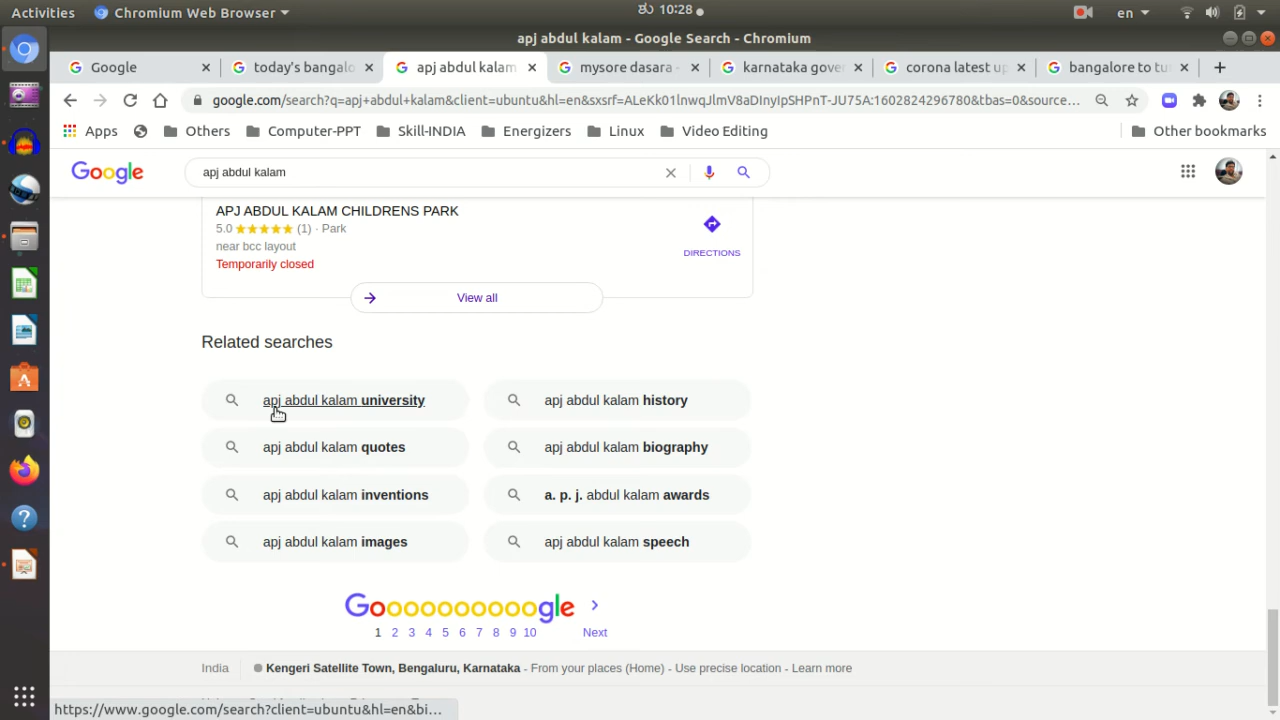 Activities Chromium Web Browser
10:28
en
apj abdul kalam - Google Search - Chromium
Google today's bangalo apj abdul kalam mysore dasara - karnataka gover corona latest up bangalore to tu
google.com/search?q=apj+abdul+kalam&client=ubuntu&hl=en&sxsrf=ALeKk01lnwqJlmV8aDInyIpSHPnT-JU75A:1602824296780&tbas=0&source...
Apps Others Computer-PPT Skill-INDIA Energizers Linux Video Editing Other bookmarks
Google apj abdul kalam
APJ ABDUL KALAM CHILDRENS PARK
5.0 (1) · Park
near bcc layout
DIRECTIONS
Temporarily closed
View all
Related searches
apj abdul kalam university apj abdul kalam history
apj abdul kalam quotes apj abdul kalam biography
apj abdul kalam inventions a. p. j. abdul kalam awards
apj abdul kalam images apj abdul kalam speech
Goooooooooogle
1 2 3 4 5 6 7 8 9 10 Next
India Kengeri Satellite Town, Bengaluru, Karnataka - From your places (Home) - Use precise location - Learn more
https://www.google.com/search?client=ubuntu&hl=en&bi...